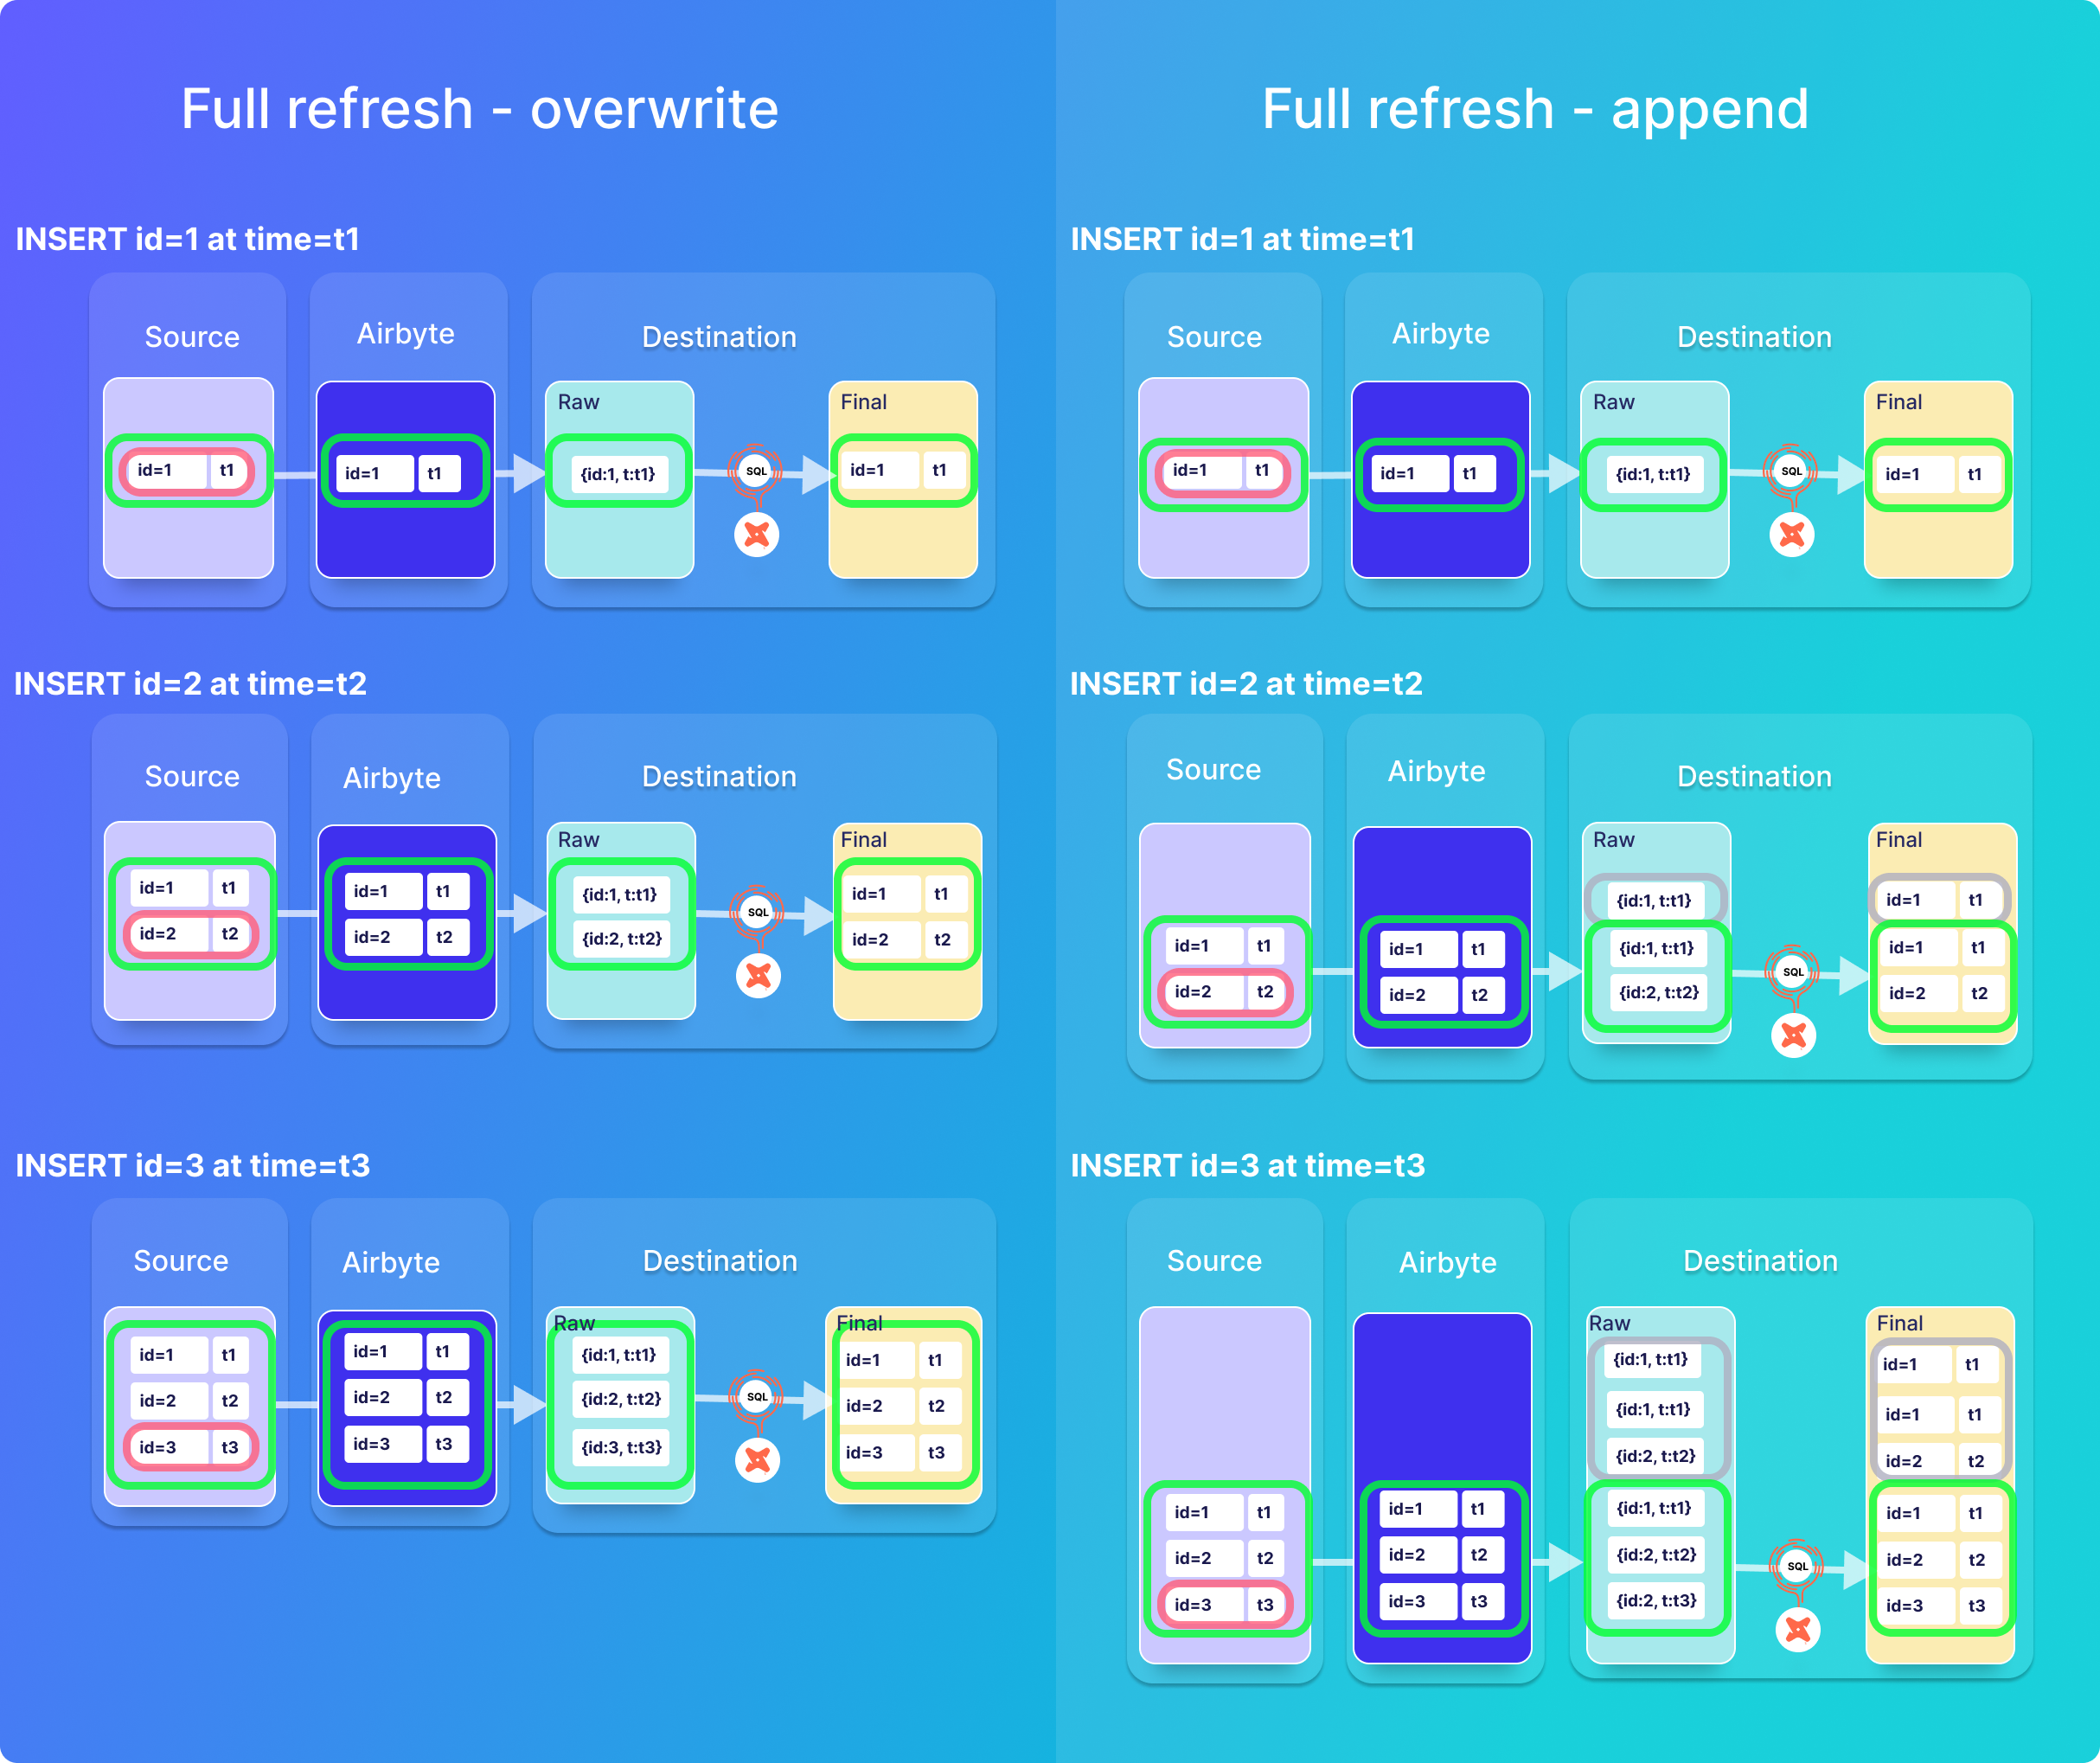 Full refresh - overwrite
INSERT id=1 at time=t1
Source
Airbyte
Destination
id=1 t1
id=1 t1
Raw
{id:1, t:t1}
SQL
Final
id=1 t1
INSERT id=2 at time=t2
Source
Airbyte
Destination
id=1 t1
id=2 t2
id=1 t1
id=2 t2
Raw
{id:1, t:t1}
{id:2, t:t2}
SQL
Final
id=1 t1
id=2 t2
INSERT id=3 at time=t3
Source
Airbyte
Destination
id=1 t1
id=2 t2
id=3 t3
id=1 t1
id=2 t2
id=3 t3
Raw
{id:1, t:t1}
{id:2, t:t2}
{id:3, t:t3}
SQL
Final
id=1 t1
id=2 t2
id=3 t3
Full refresh - append
INSERT id=1 at time=t1
Source
Airbyte
Destination
id=1 t1
id=1 t1
Raw
{id:1, t:t1}
SQL
Final
id=1 t1
INSERT id=2 at time=t2
Source
Airbyte
Destination
id=1 t1
id=2 t2
id=1 t1
id=2 t2
Raw
{id:1, t:t1}
{id:1, t:t1}
{id:2, t:t2}
SQL
Final
id=1 t1
id=1 t1
id=2 t2
INSERT id=3 at time=t3
Source
Airbyte
Destination
id=1 t1
id=2 t2
id=3 t3
id=1 t1
id=2 t2
id=3 t3
Raw
{id:1, t:t1}
{id:1, t:t1}
{id:2, t:t2}
{id:1, t:t1}
{id:2, t:t2}
{id:2, t:t3}
SQL
Final
id=1 t1
id=1 t1
id=2 t2
id=1 t1
id=2 t2
id=3 t3